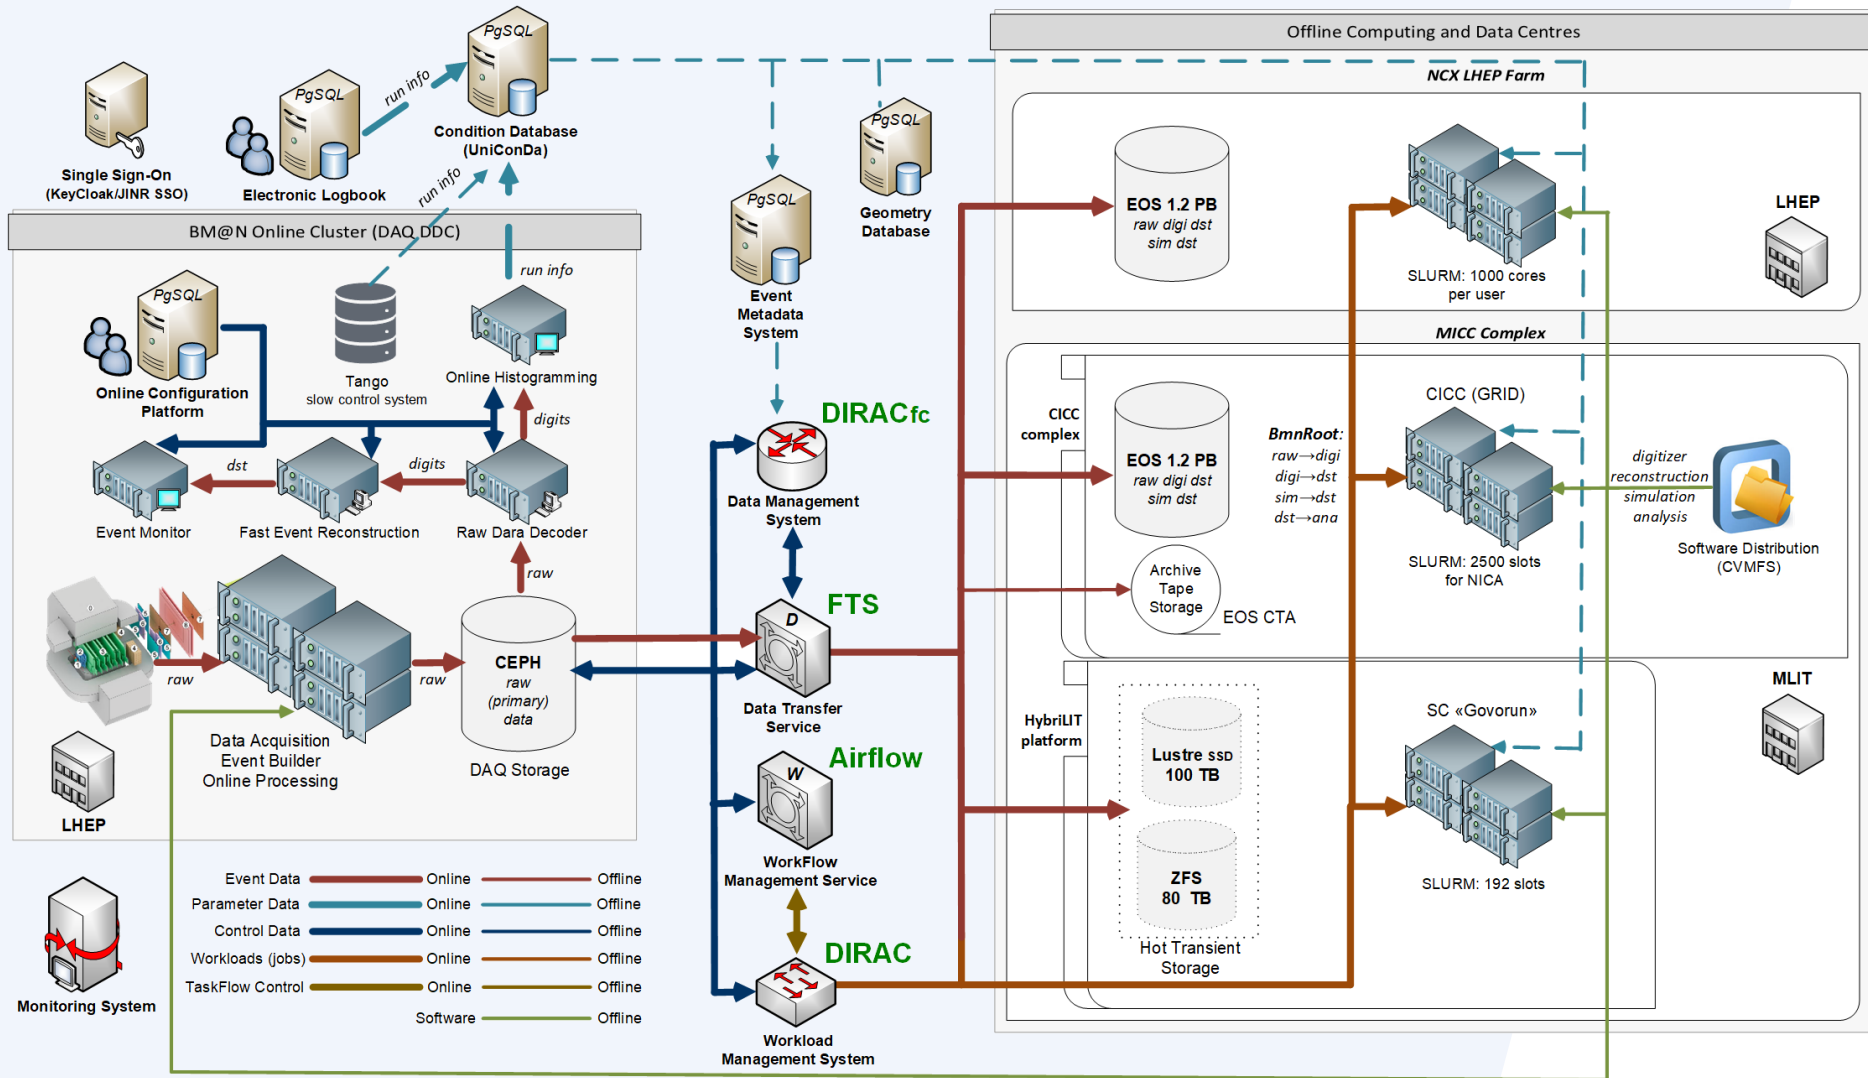 PgSQL
Condition Database
(UniConDa)
run info
PgSQL
Electronic Logbook
Single Sign-On
(KeyCloak/JINR SSO)
run info
PgSQL
Event
Metadata
System
PgSQL
Geometry
Database
BM@N Online Cluster (DAQ DDC)
PgSQL
Online Configuration
Platform
Tango
slow control system
run info
Online Histogramming
digits
Event Monitor
dst
Fast Event Reconstruction
digits
Raw Dara Decoder
raw
raw
Data Acquisition
Event Builder
Online Processing
raw
CEPH
raw
(primary)
data
DAQ Storage
LHEP
Monitoring System
Event Data Online Offline
Parameter Data Online Offline
Control Data Online Offline
Workloads (jobs) Online Offline
TaskFlow Control Online Offline
Software Offline
DIRACfc
Data Management
System
FTS
D
Data Transfer
Service
Airflow
W
WorkFlow
Management Service
DIRAC
Workload
Management System
Offline Computing and Data Centres
NCX LHEP Farm
EOS 1.2 PB
raw digi dst
sim dst
SLURM: 1000 cores
per user
LHEP
MICC Complex
CICC
complex
EOS 1.2 PB
raw digi dst
sim dst
Archive
Tape
Storage
EOS CTA
BmnRoot:
raw→digi
digi→dst
sim→dst
dst→ana
CICC (GRID)
SLURM: 2500 slots
for NICA
digitizer
reconstruction
simulation
analysis
Software Distribution
(CVMFS)
HybriLIT
platform
Lustre SSD
100 TB
ZFS
80 TB
Hot Transient
Storage
SC «Govorun»
SLURM: 192 slots
MLIT